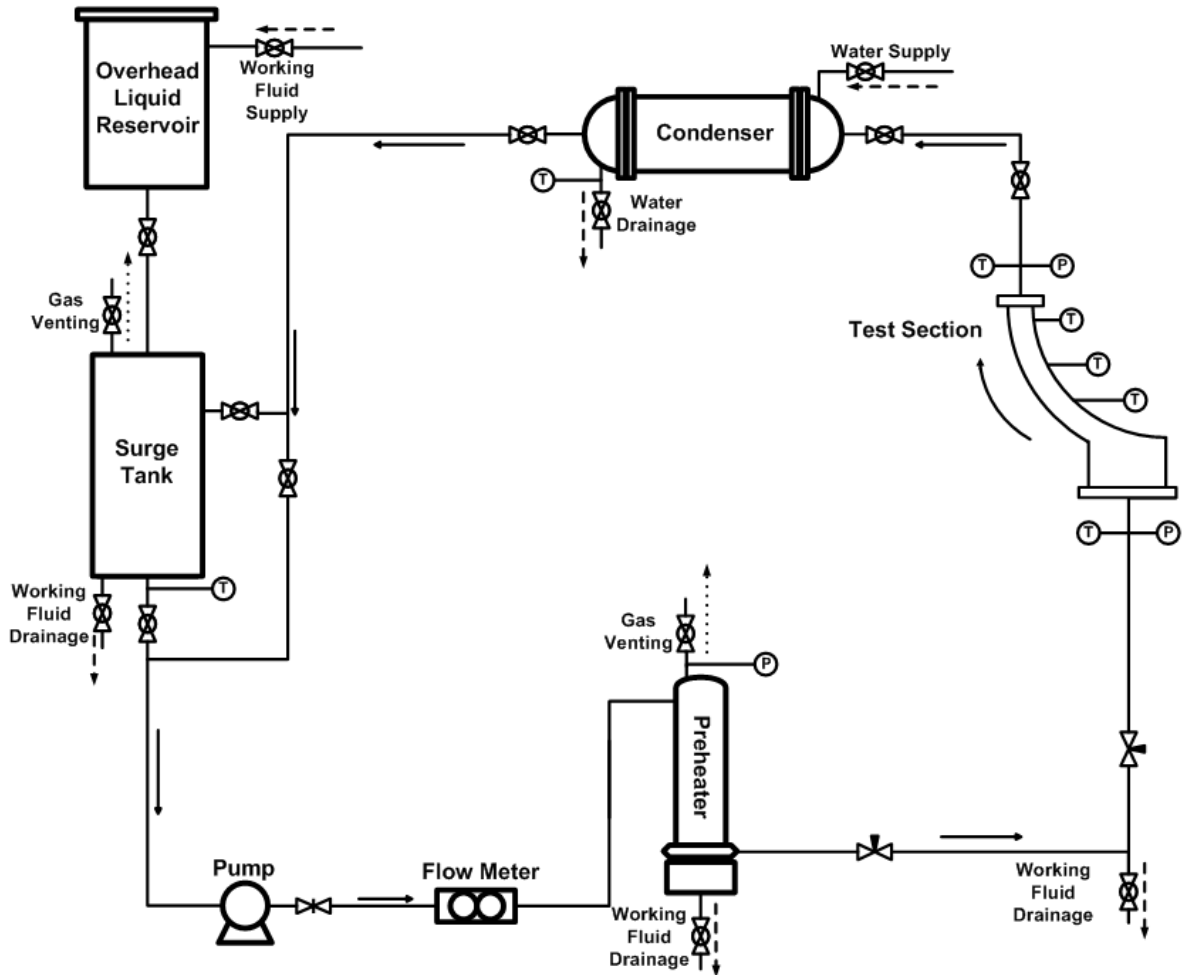 Overhead
Liquid
Reservoir
Working
Fluid
Supply
Water Supply
Condenser
T
Water
Drainage
T
P
Gas
Venting
Test Section
T
T
T
Surge
Tank
T
P
Working
Fluid
Drainage
T
Gas
Venting
P
Preheater
Pump
Flow Meter
Working
Fluid
Drainage
Working
Fluid
Drainage